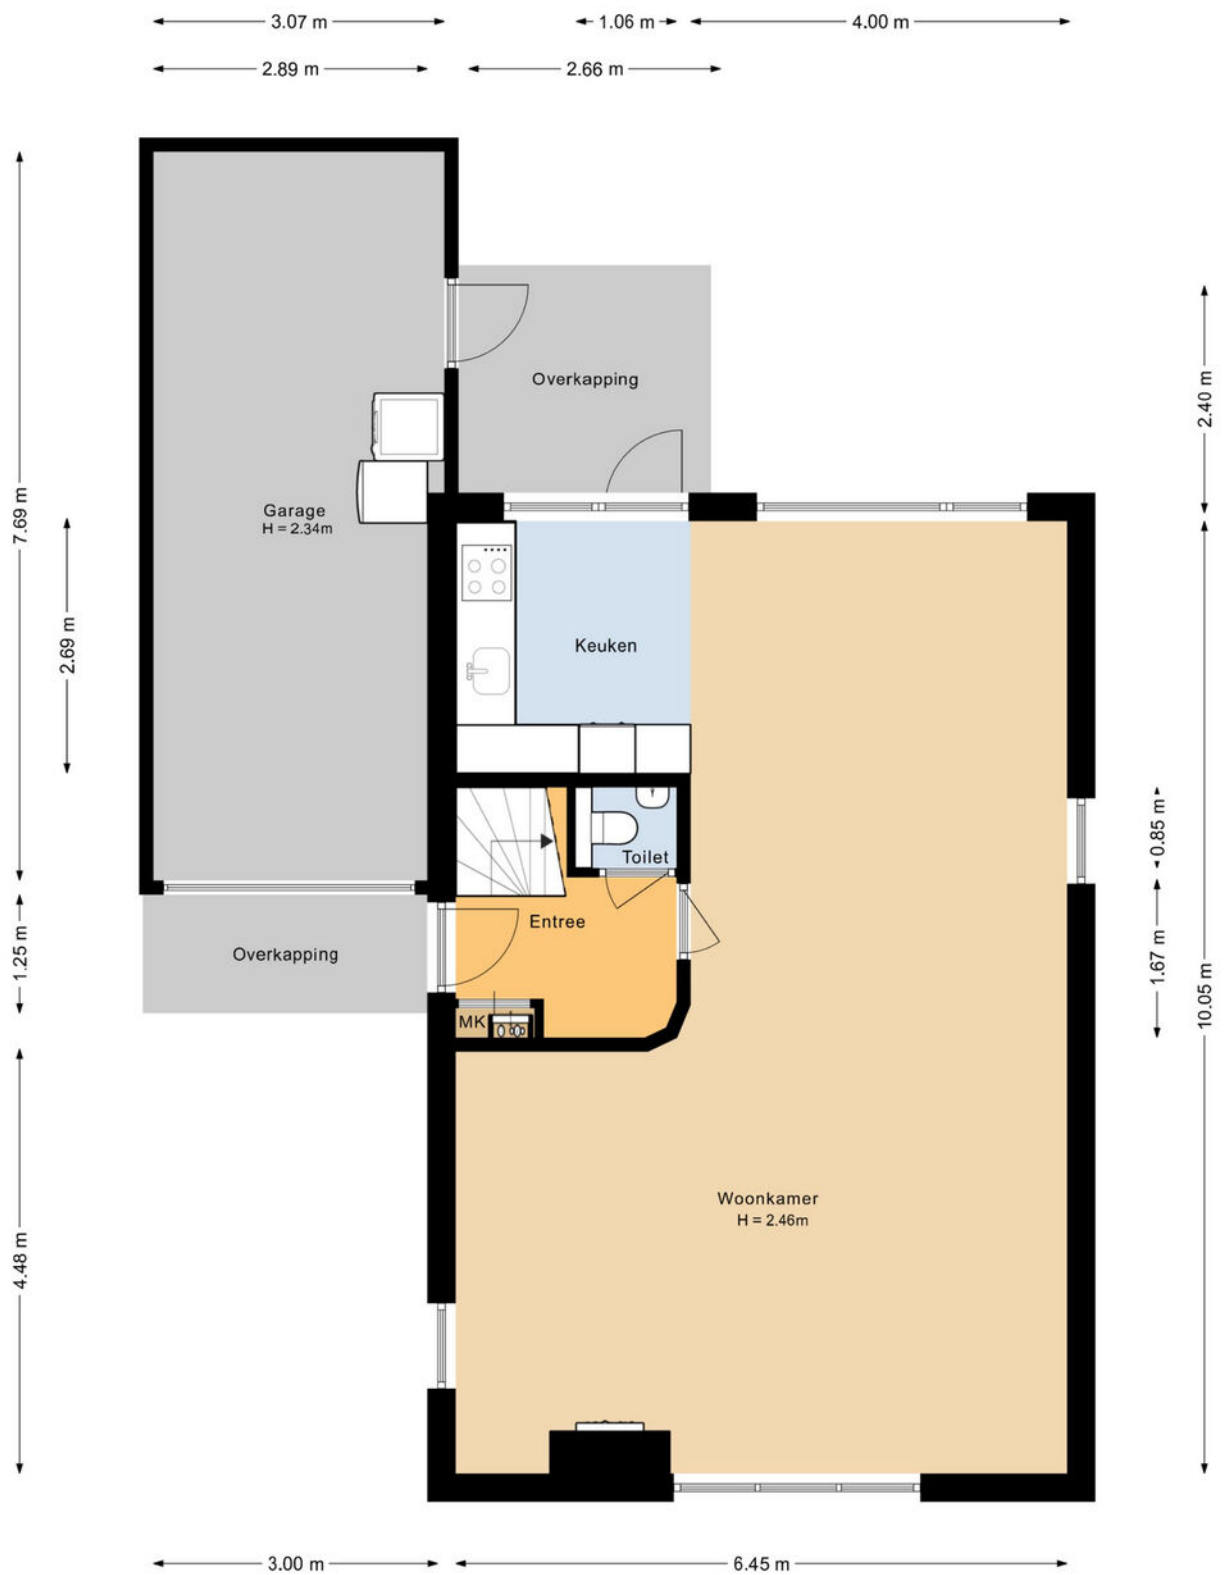 3.07 m
1.06 m
4.00 m
2.89 m
2.66 m
Overkapping
2.40 m
7.69 m
Garage
H = 2.34m
2.69 m
Keuken
0.85 m
Toilet
Entree
Overkapping
1.25 m
1.67 m
10.05 m
MK
4.48 m
Woonkamer
H = 2.46m
3.00 m
6.45 m